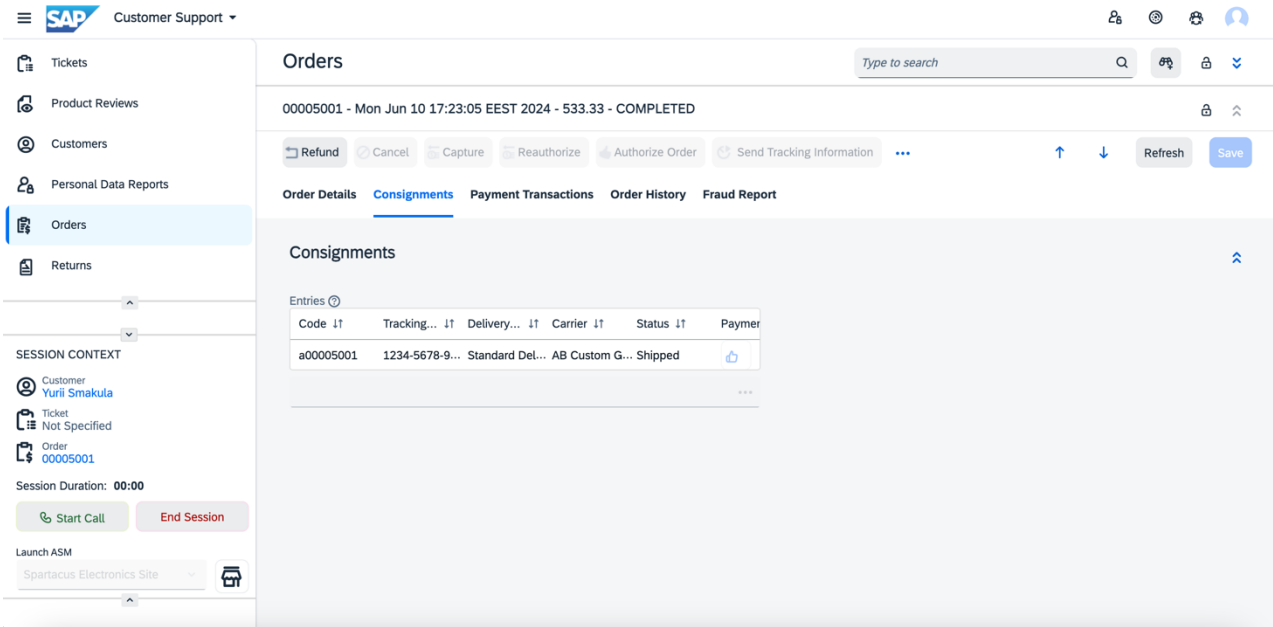 SAP Customer Support
Tickets
Product Reviews
Customers
Personal Data Reports
Orders
Returns
SESSION CONTEXT
Customer
Yurii Smakula
Ticket
Not Specified
Order
00005001
Session Duration: 00:00
Start Call End Session
Launch ASM
Spartacus Electronics Site
Orders Type to search
00005001 - Mon Jun 10 17:23:05 EEST 2024 - 533.33 - COMPLETED
Refund Cancel Capture Reauthorize Authorize Order Send Tracking Information ... Refresh Save
Order Details Consignments Payment Transactions Order History Fraud Report
Consignments
Entries
Code Tracking... Delivery... Carrier Status Paymer
a00005001 1234-5678-9... Standard Del... AB Custom G... Shipped
...